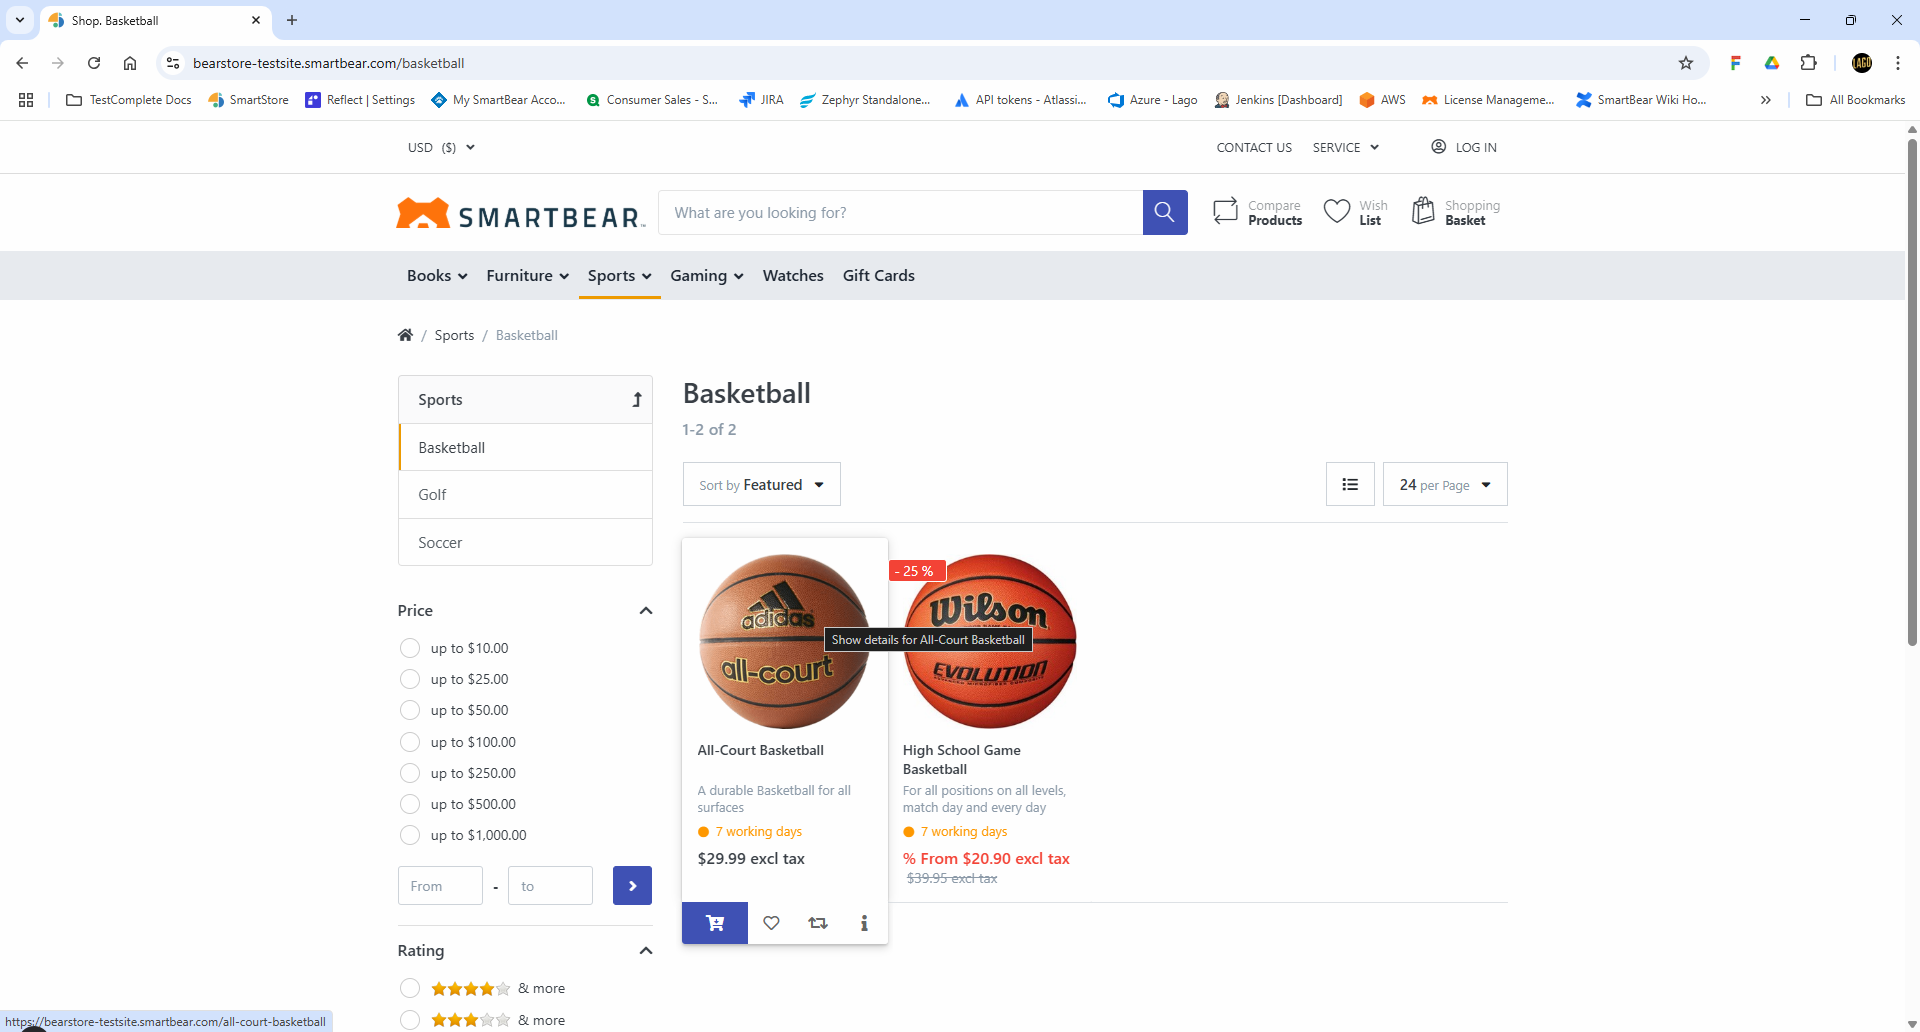 Shop. Basketball
bearstore-testsite.smartbear.com/basketball
TestComplete Docs
SmartStore
Reflect | Settings
My SmartBear Acco...
Consumer Sales - S...
JIRA
Zephyr Standalone...
API tokens - Atlassi...
Azure - Lago
Jenkins [Dashboard]
AWS
License Manageme...
SmartBear Wiki Ho...
All Bookmarks
USD ($)
CONTACT US
SERVICE
LOG IN
SMARTBEAR
What are you looking for?
Compare
Products
Wish
List
Shopping
Basket
Books
Furniture
Sports
Gaming
Watches
Gift Cards
/ Sports / Basketball
Sports
Basketball
Golf
Soccer
Basketball
1-2 of 2
Sort by Featured
24 per Page
Price
up to $10.00
up to $25.00
up to $50.00
up to $100.00
up to $250.00
up to $500.00
up to $1,000.00
From - to
Rating
& more
& more
adidas
all-court
- 25 %
Wilson
EVOLUTION
Show details for All-Court Basketball
All-Court Basketball
A durable Basketball for all
surfaces
7 working days
$29.99 excl tax
High School Game
Basketball
For all positions on all levels,
match day and every day
7 working days
% From $20.90 excl tax
$39.95 excl tax
https://bearstore-testsite.smartbear.com/all-court-basketball